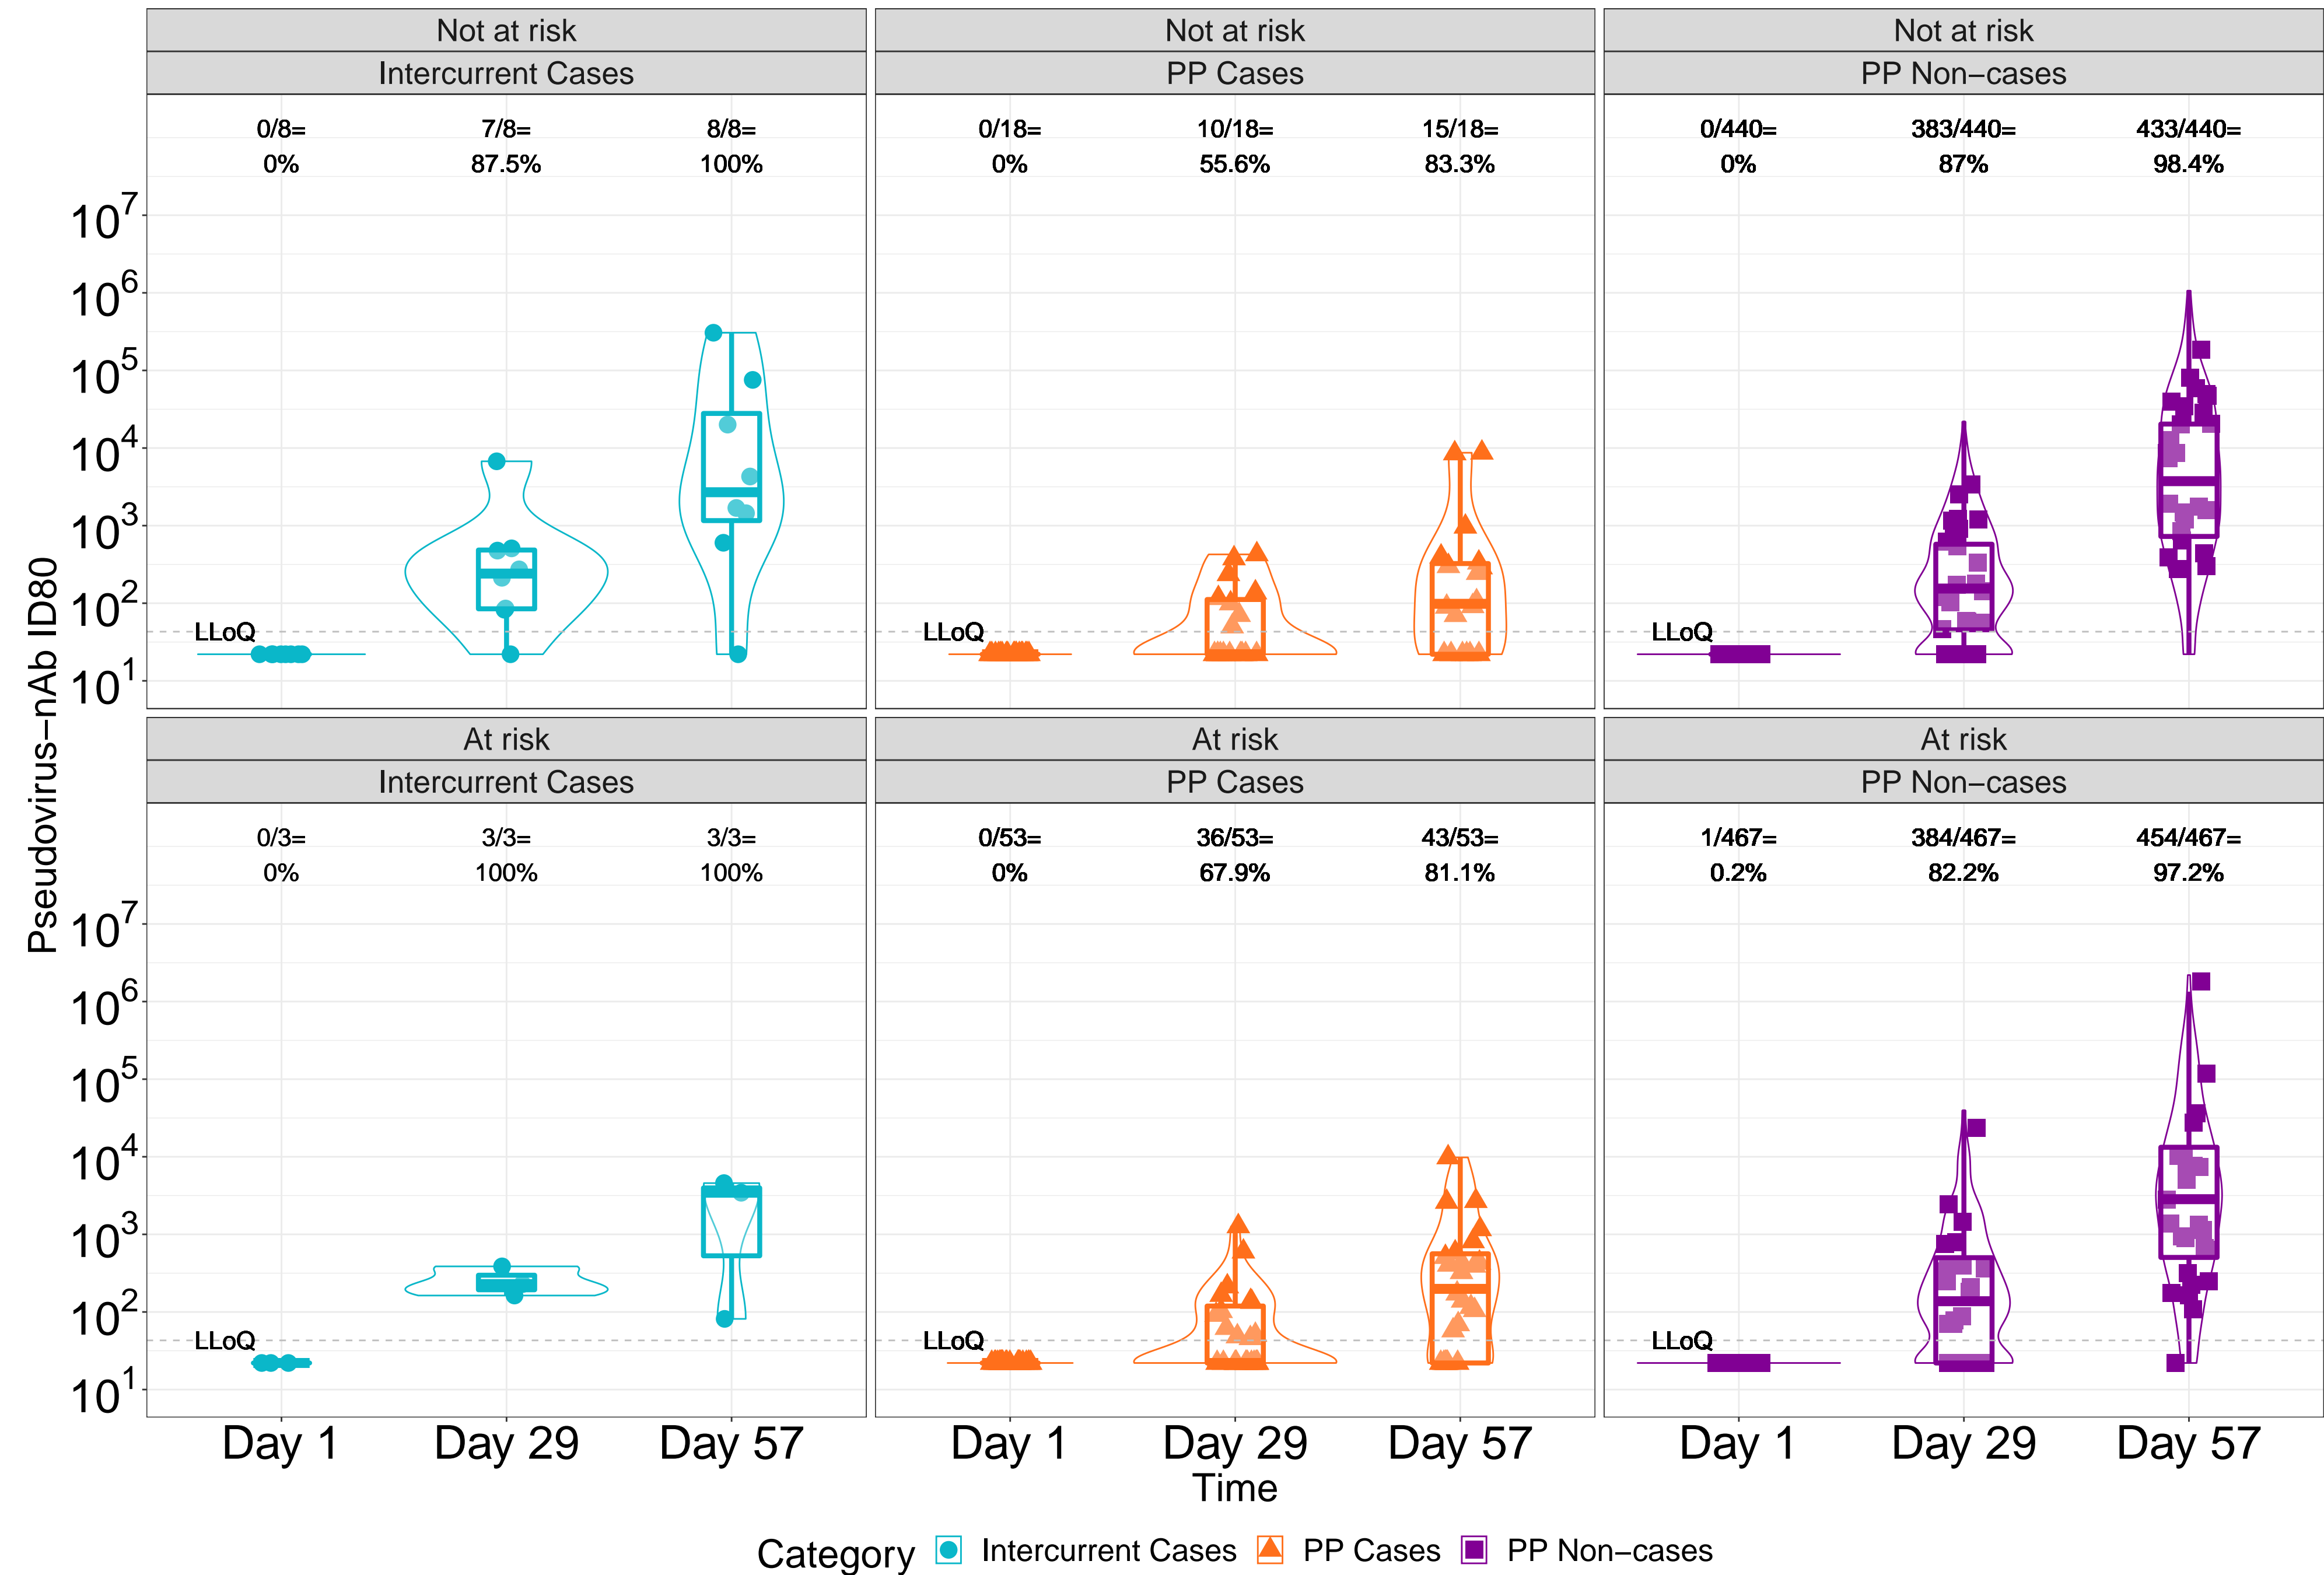 Not at risk
Not at risk
Not at risk
Intercurrent Cases
PP Cases
PP Non−cases
0/8=
7/8=
8/8=
0/18=
10/18=
15/18=
0/440=
383/440=
433/440=
0%
87.5%
100%
0%
55.6%
83.3%
0%
87%
98.4%
10^7
10^6
10^5
10^4
10^3
10^2
10^1
LLoQ
LLoQ
LLoQ
Pseudovirus−nAb ID80
At risk
At risk
At risk
Intercurrent Cases
PP Cases
PP Non−cases
0/3=
3/3=
3/3=
0/53=
36/53=
43/53=
1/467=
384/467=
454/467=
0%
100%
100%
0%
67.9%
81.1%
0.2%
82.2%
97.2%
10^7
10^6
10^5
10^4
10^3
10^2
10^1
LLoQ
LLoQ
LLoQ
Day 1
Day 29
Day 57
Day 1
Day 29
Day 57
Day 1
Day 29
Day 57
Time
Category
Intercurrent Cases
PP Cases
PP Non−cases